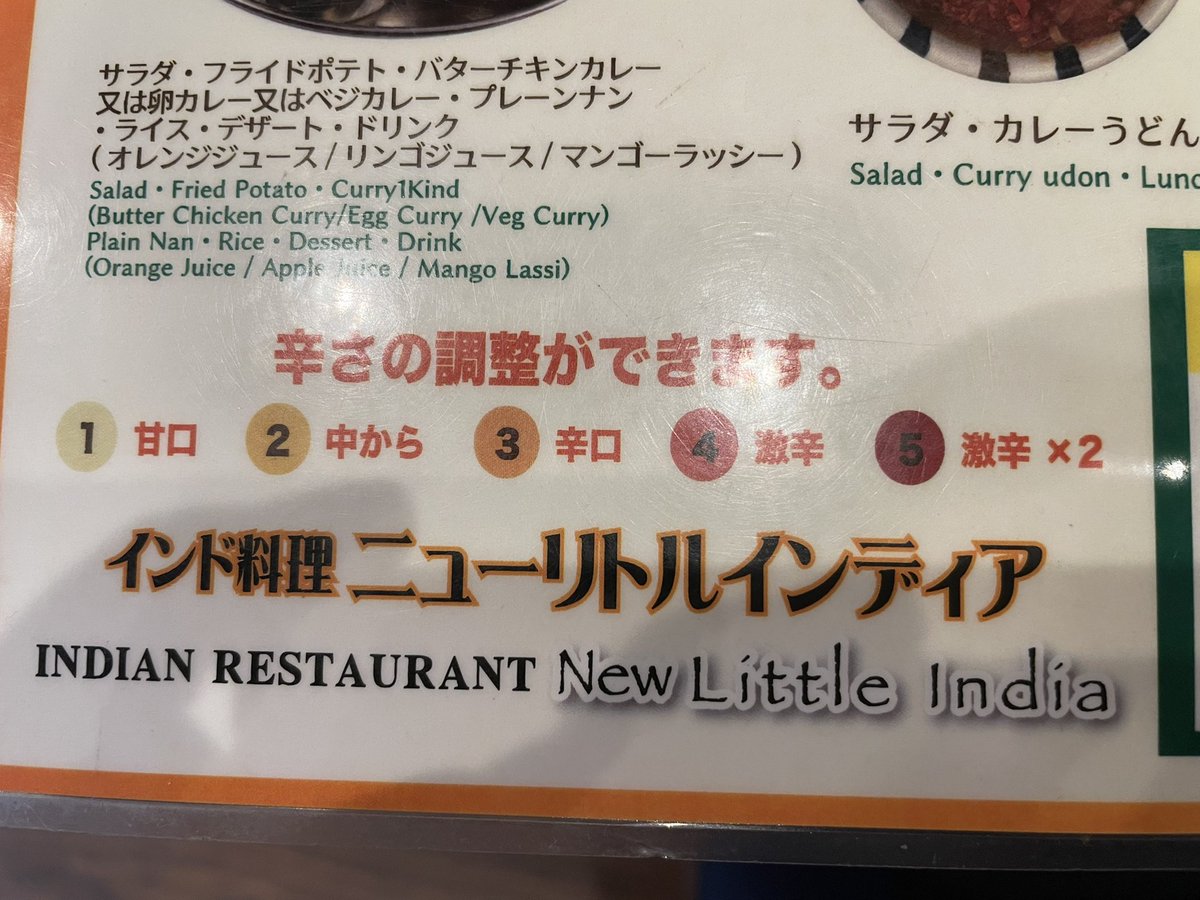 サラダ・フライドポテト・バターチキンカレー
又は卵カレー又はベジカレー・プレーンナン
・ライス・デザート・ドリンク
(オレンジジュース/リンゴジュース/マンゴーラッシー)
Salad・Fried Potato・Curry1Kind
(Butter Chicken Curry/Egg Curry /Veg Curry)
Plain Nan・Rice・Dessert・Drink
(Orange Juice / Apple Juice / Mango Lassi)
サラダ・カレーうどん
Salad・Curry udon・
辛さの調整ができます。
1 甘口 2 中から 3 辛口 4 激辛 5 激辛 ×2
インド料理 ニューリトルインディア
INDIAN RESTAURANT New Little India